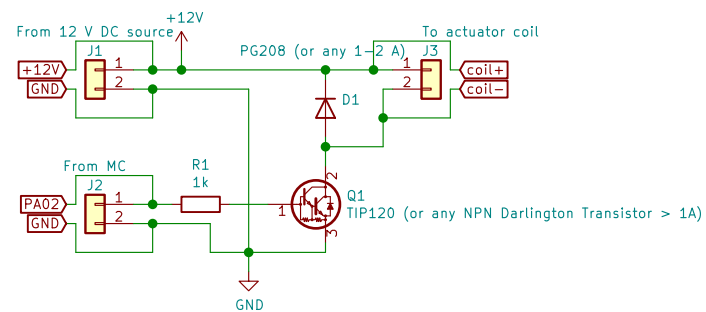 +12V
From 12 V DC source
PG208 (or any 1-2 A)
To actuator coil
J1
J3
+12V
1
1
coil+
GND
2
2
coil-
D1
From MC
R1
J2
1k
2
Q1
PA02
1
1
TIP120 (or any NPN Darlington Transistor > 1A)
GND
2
3
GND